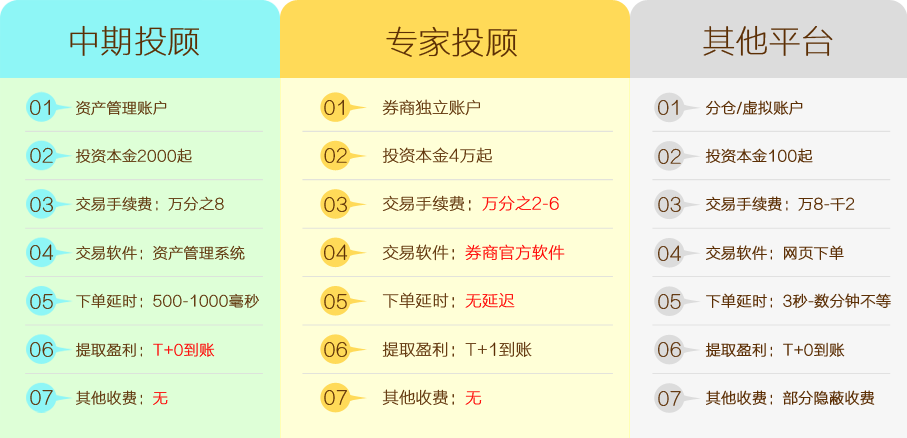 中期投顾
01 资产管理账户
02 投资本金2000起
03 交易手续费：万分之8
04 交易软件：资产管理系统
05 下单延时：500-1000毫秒
06 提取盈利：T+0到账
07 其他收费：无
专家投顾
01 券商独立账户
02 投资本金4万起
03 交易手续费：万分之2-6
04 交易软件：券商官方软件
05 下单延时：无延迟
06 提取盈利：T+1到账
07 其他收费：无
其他平台
01 分仓/虚拟账户
02 投资本金100起
03 交易手续费：万8-千2
04 交易软件：网页下单
05 下单延时：3秒-数分钟不等
06 提取盈利：T+0到账
07 其他收费：部分隐蔽收费